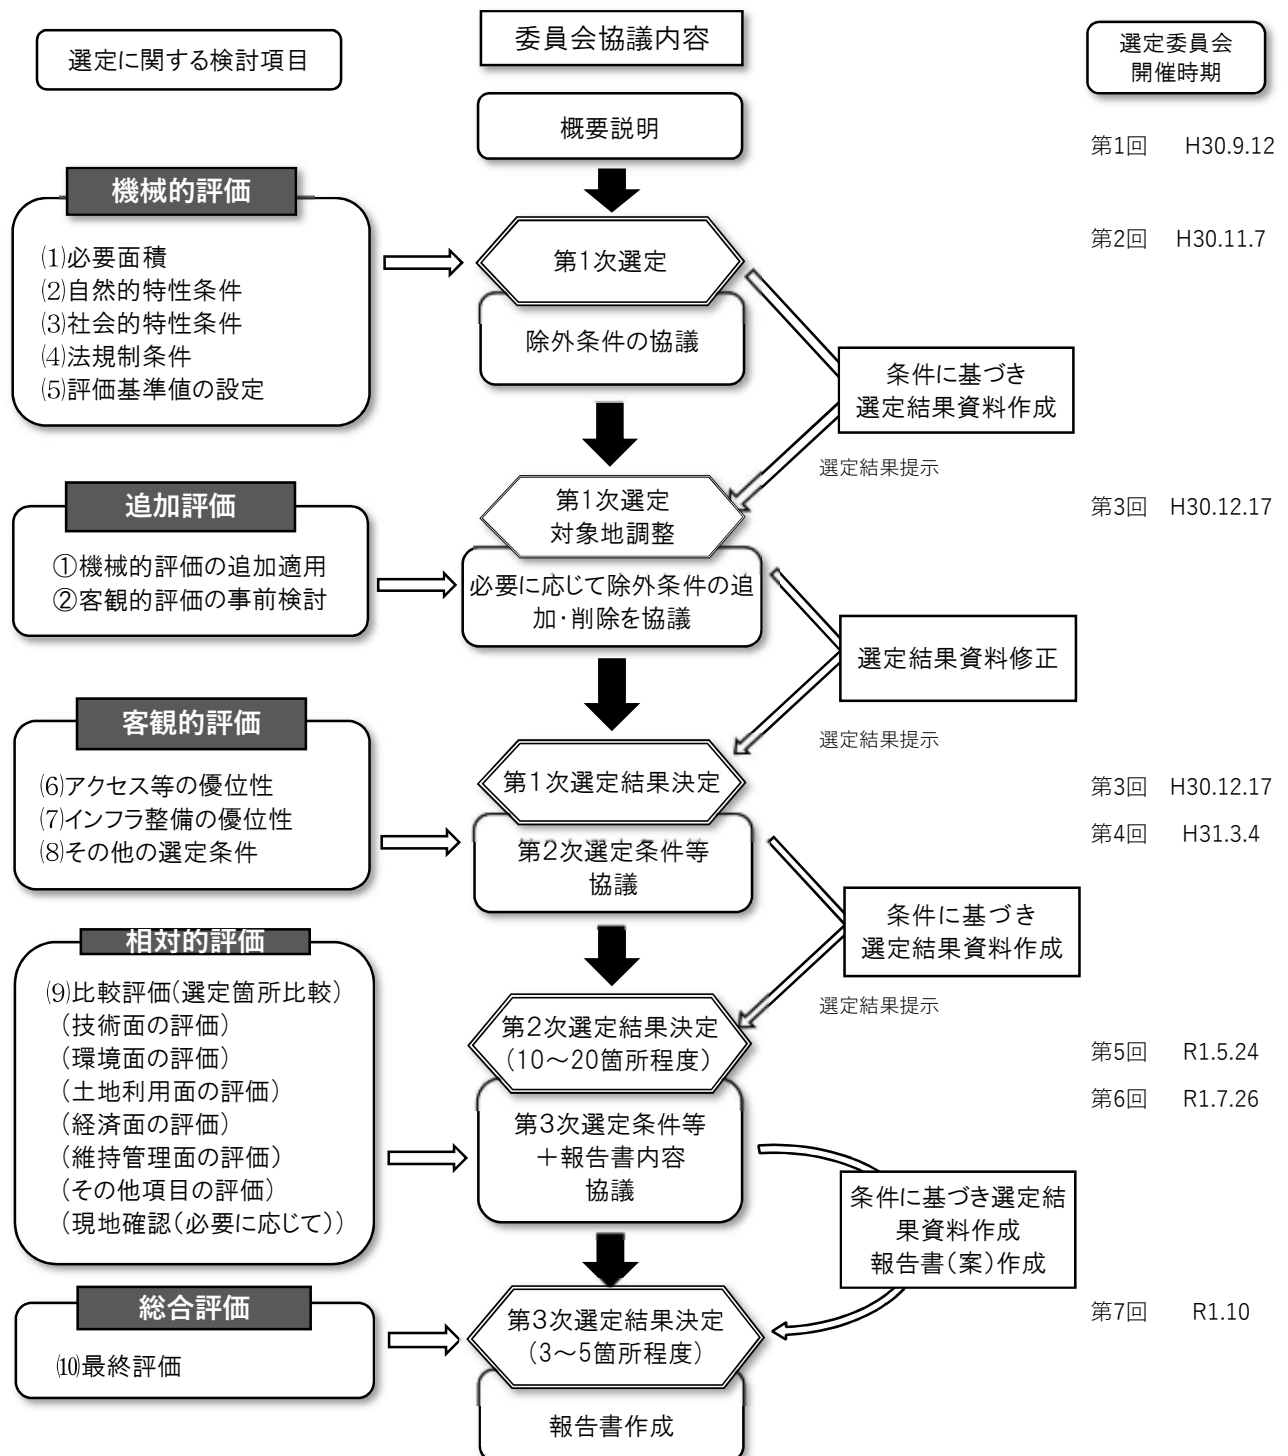 選定に関する検討項目
委員会協議内容
選定委員会
開催時期
概要説明
第1回 H30.9.12
機械的評価
⑴必要面積
⑵自然的特性条件
⑶社会的特性条件
⑷法規制条件
⑸評価基準値の設定
第1次選定
除外条件の協議
第2回 H30.11.7
条件に基づき
選定結果資料作成
選定結果提示
追加評価
①機械的評価の追加適用
②客観的評価の事前検討
第1次選定
対象地調整
必要に応じて除外条件の追
加・削除を協議
第3回 H30.12.17
選定結果資料修正
選定結果提示
客観的評価
⑹アクセス等の優位性
⑺インフラ整備の優位性
⑻その他の選定条件
第1次選定結果決定
第2次選定条件等
協議
第3回 H30.12.17
第4回 H31.3.4
条件に基づき
選定結果資料作成
選定結果提示
相対的評価
⑼比較評価(選定箇所比較)
(技術面の評価)
(環境面の評価)
(土地利用面の評価)
(経済面の評価)
(維持管理面の評価)
(その他項目の評価)
(現地確認(必要に応じて))
第2次選定結果決定
(10~20箇所程度)
第3次選定条件等
+報告書内容
協議
第5回 R1.5.24
第6回 R1.7.26
条件に基づき選定結
果資料作成
報告書(案)作成
総合評価
⑽最終評価
第3次選定結果決定
(3~5箇所程度)
報告書作成
第7回 R1.10